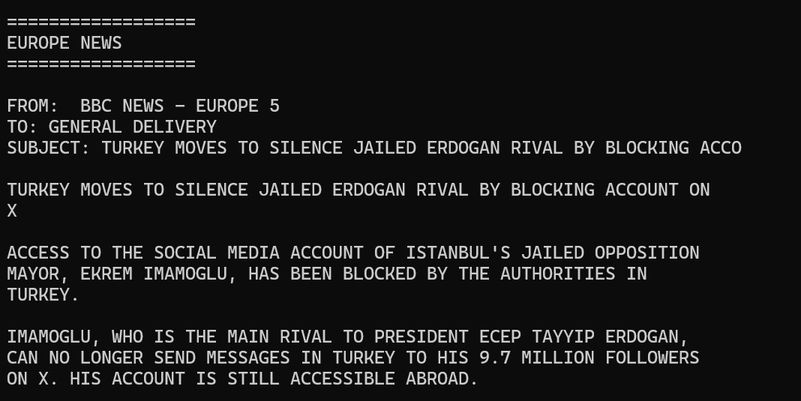 ==================
EUROPE NEWS
==================
FROM:  BBC NEWS – EUROPE 5
TO: GENERAL DELIVERY
SUBJECT: TURKEY MOVES TO SILENCE JAILED ERDOGAN RIVAL BY BLOCKING ACCO
TURKEY MOVES TO SILENCE JAILED ERDOGAN RIVAL BY BLOCKING ACCOUNT ON
X
ACCESS TO THE SOCIAL MEDIA ACCOUNT OF ISTANBUL'S JAILED OPPOSITION
MAYOR, EKREM IMAMOGLU, HAS BEEN BLOCKED BY THE AUTHORITIES IN
TURKEY.
IMAMOGLU, WHO IS THE MAIN RIVAL TO PRESIDENT ECEP TAYYIP ERDOGAN,
CAN NO LONGER SEND MESSAGES IN TURKEY TO HIS 9.7 MILLION FOLLOWERS
ON X. HIS ACCOUNT IS STILL ACCESSIBLE ABROAD.